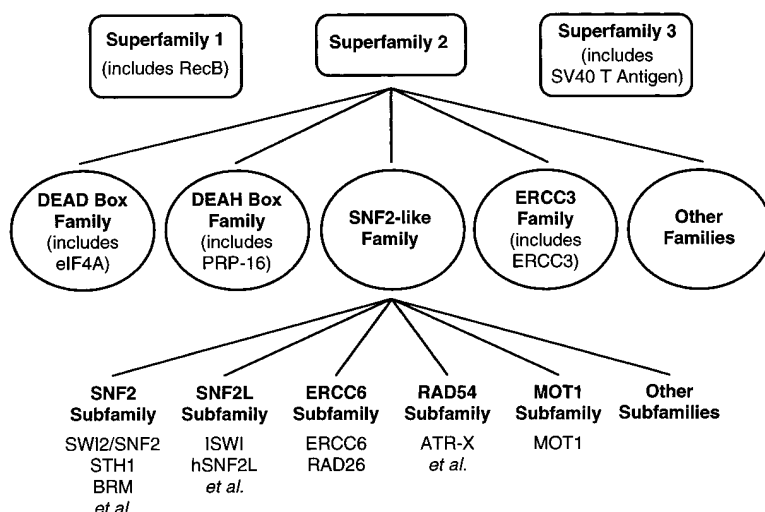 Superfamily 1
(includes RecB)
Superfamily 2
Superfamily 3
(includes
SV40 T Antigen)
DEAD Box
Family
(includes
eIF4A)
DEAH Box
Family
(includes
PRP-16)
SNF2-like
Family
ERCC3
Family
(includes
ERCC3)
Other
Families
SNF2
Subfamily
SWI2/SNF2
STH1
BRM
et al
SNF2L
Subfamily
ISWI
hSNF2L
et al.
ERCC6
Subfamily
ERCC6
RAD26
RAD54
Subfamily
ATR-X
et al.
MOT1
Subfamily
MOT1
Other
Subfamilies